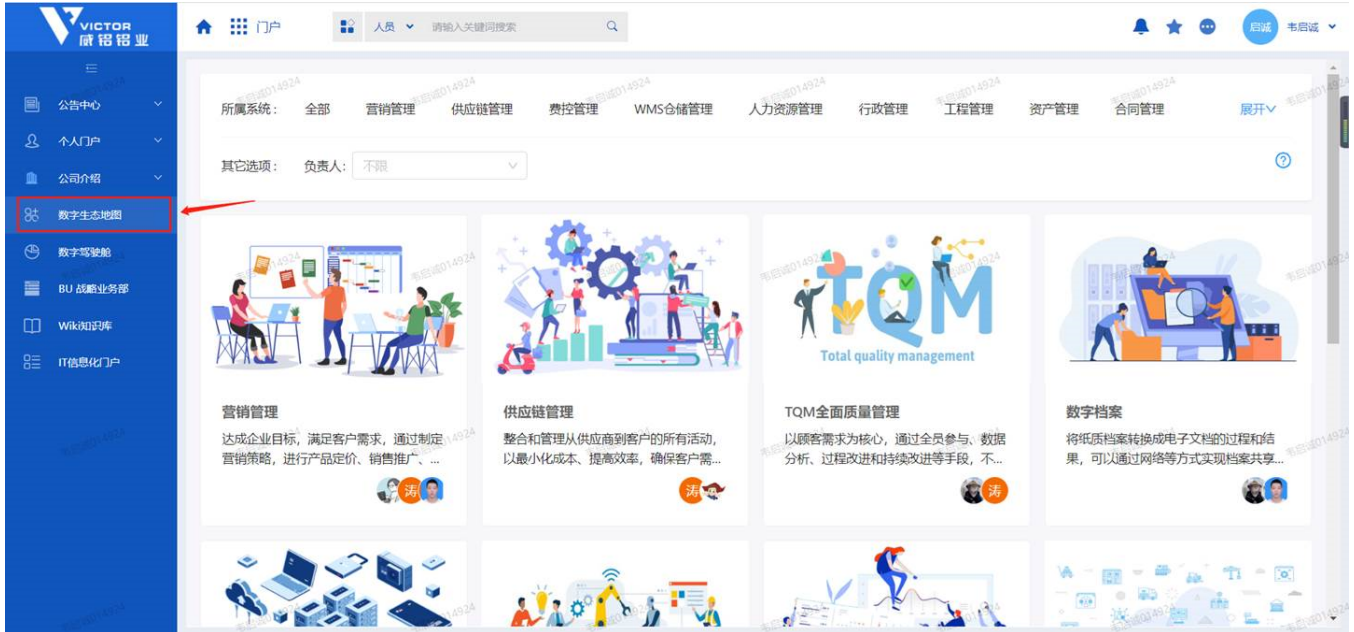 VICTOR
威铝铝业
门户
人员
请输入关键词搜索
启诚
韦启诚
公告中心
个人门户
公司介绍
数字生态地图
数字驾驶舱
BU 战略业务部
Wiki知识库
IT信息化门户
所属系统：
全部
营销管理
供应链管理
费控管理
WMS仓储管理
人力资源管理
行政管理
工程管理
资产管理
合同管理
展开
其它选项：
负责人：
不限
TQM
Total quality management
营销管理
达成企业目标，满足客户需求，通过制定
营销策略，进行产品定价、销售推广、...
涛
供应链管理
整合和管理从供应商到客户的所有活动，
以最小化成本、提高效率，确保客户需...
涛
TQM全面质量管理
以顾客需求为核心，通过全员参与、数据
分析、过程改进和持续改进等手段，不...
涛
数字档案
将纸质档案转换成电子文档的过程和结
果，可以通过网络等方式实现档案共享...
韦启诚014924